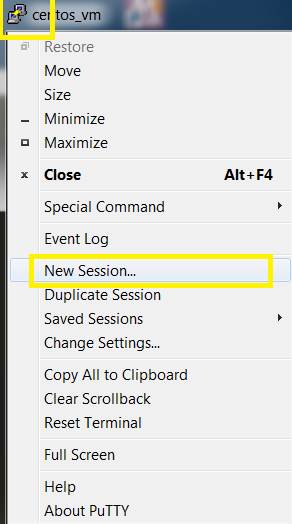 centos_vm
Restore
Move
Size
Minimize
Maximize
Close Alt+F4
Special Command
Event Log
New Session...
Duplicate Session
Saved Sessions
Change Settings...
Copy All to Clipboard
Clear Scrollback
Reset Terminal
Full Screen
Help
About PuTTY